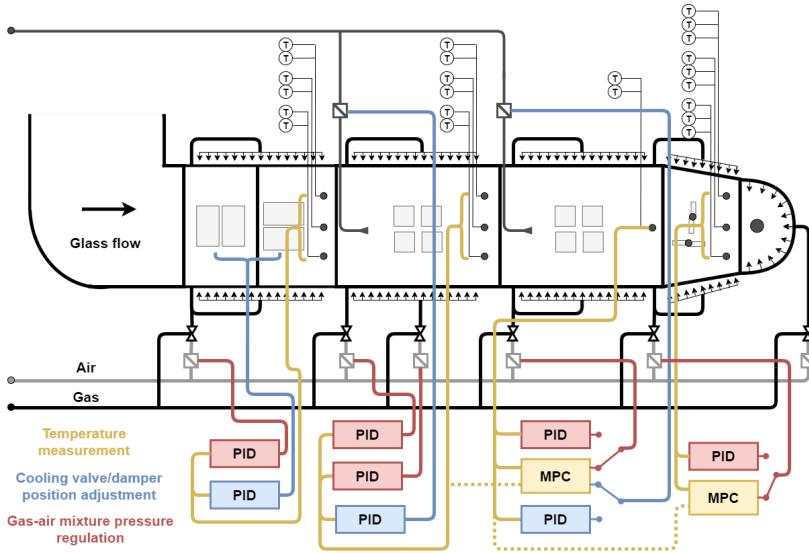 T T T
T T T
T T T
T T T
T T T
T T T
T
T T
T
Glass flow
Air
Gas
Temperature
measurement
Cooling valve/damper
position adjustment
Gas-air mixture pressure
regulation
PID
PID
PID
PID
PID
PID
MPC
PID
PID
MPC